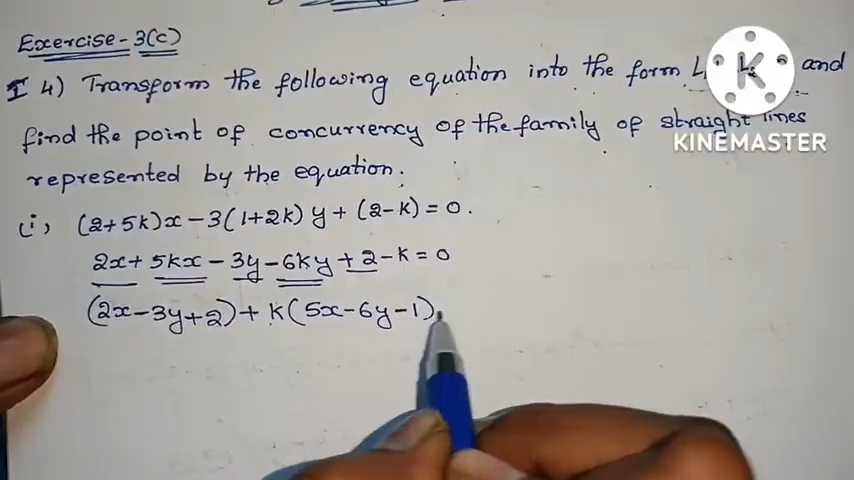 Exercise-3(c)
I 4) Transform the following equation into the form and
find the point of concurrency of the family of straight lines
KINEMASTER
represented by the equation.
(i) (2+5k)x-3(1+2k)y+(2-k)=0.
2x+5kx-3y-6ky+2-k=0
(2x-3y+2)+k(5x-6y-1)